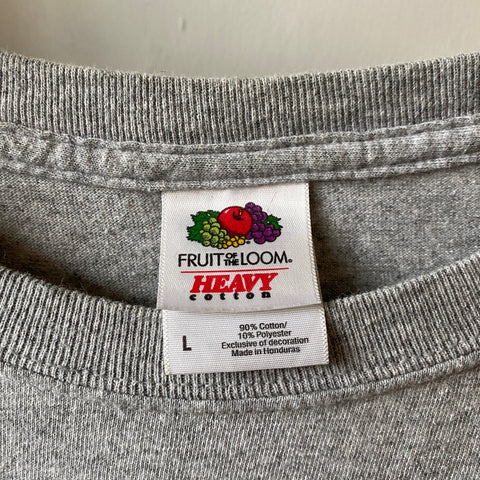 FRUIT OF THE LOOM®
HEAVY
cotton
L
90% Cotton/
10% Polyester
Exclusive of decoration
Made in Honduras